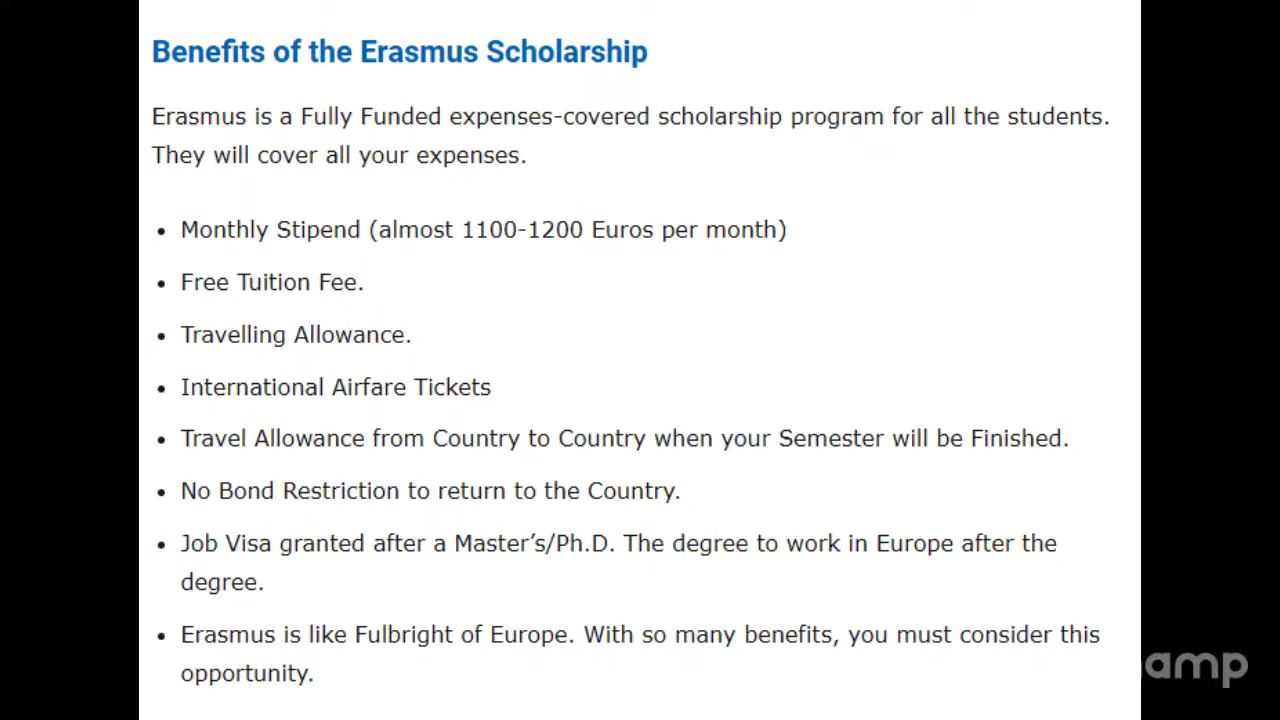 Benefits of the Erasmus Scholarship
Erasmus is a Fully Funded expenses-covered scholarship program for all the students.
They will cover all your expenses.
• Monthly Stipend (almost 1100-1200 Euros per month)
• Free Tuition Fee.
• Travelling Allowance.
• International Airfare Tickets
• Travel Allowance from Country to Country when your Semester will be Finished.
• No Bond Restriction to return to the Country.
• Job Visa granted after a Master’s/Ph.D. The degree to work in Europe after the
degree.
• Erasmus is like Fulbright of Europe. With so many benefits, you must consider this
opportunity.
amp